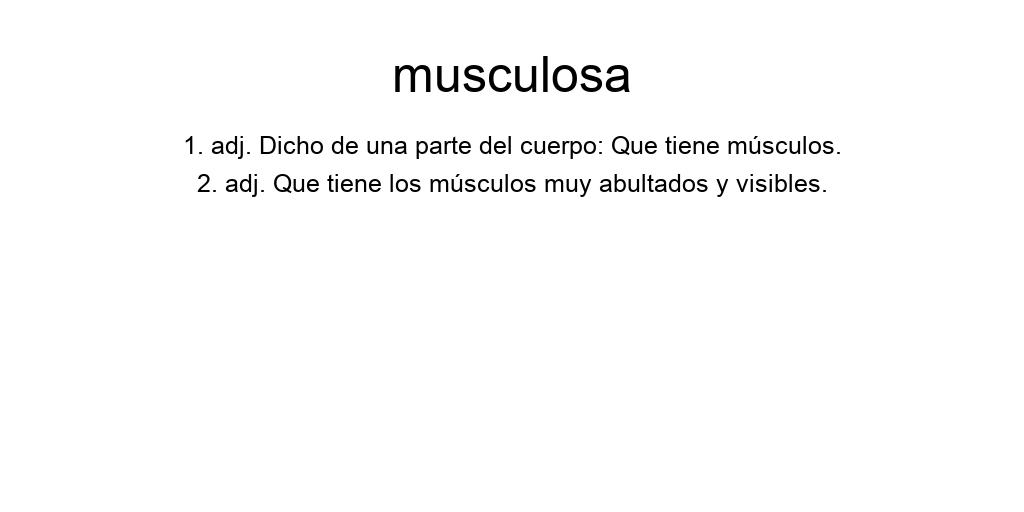 musculosa
1. adj. Dicho de una parte del cuerpo: Que tiene músculos.
2. adj. Que tiene los músculos muy abultados y visibles.